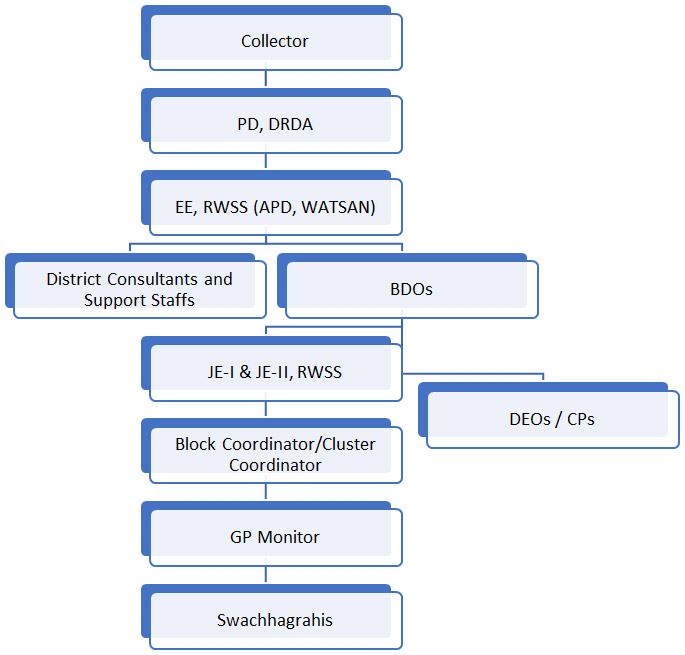 Collector
PD, DRDA
EE, RWSS (APD, WATSAN)
District Consultants and
Support Staffs
BDOs
JE-I & JE-II, RWSS
DEOs / CPs
Block Coordinator/Cluster
Coordinator
GP Monitor
Swachhagrahis